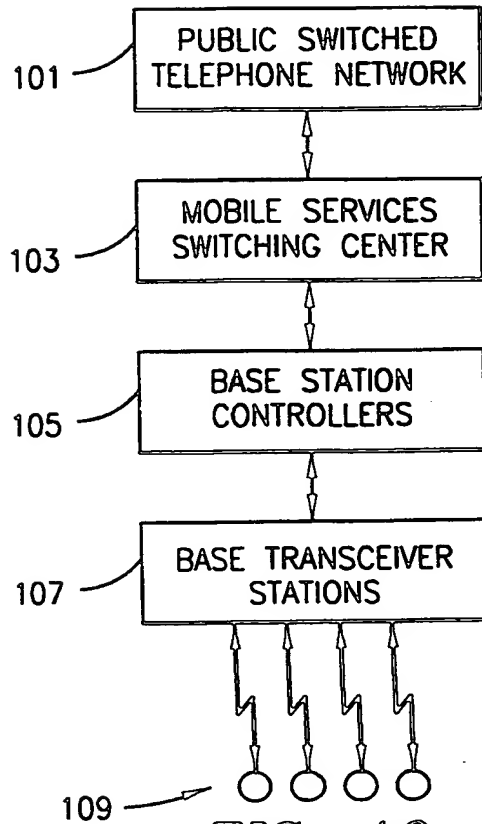 PUBLIC SWITCHED
TELEPHONE NETWORK
101
MOBILE SERVICES
SWITCHING CENTER
103
BASE STATION
CONTROLLERS
105
BASE TRANSCEIVER
STATIONS
107
109